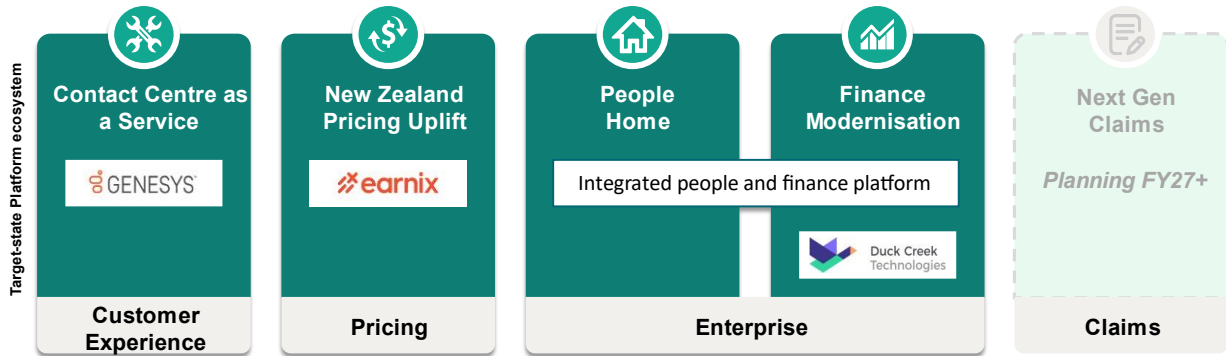 Target-state Platform ecosystem
Contact Centre as
a Service
GENESYS
Customer
Experience
New Zealand
Pricing Uplift
earnix
Pricing
People
Home
Finance
Modernisation
Integrated people and finance platform
Duck Creek
Technologies
Enterprise
Next Gen
Claims
Planning FY27+
Claims